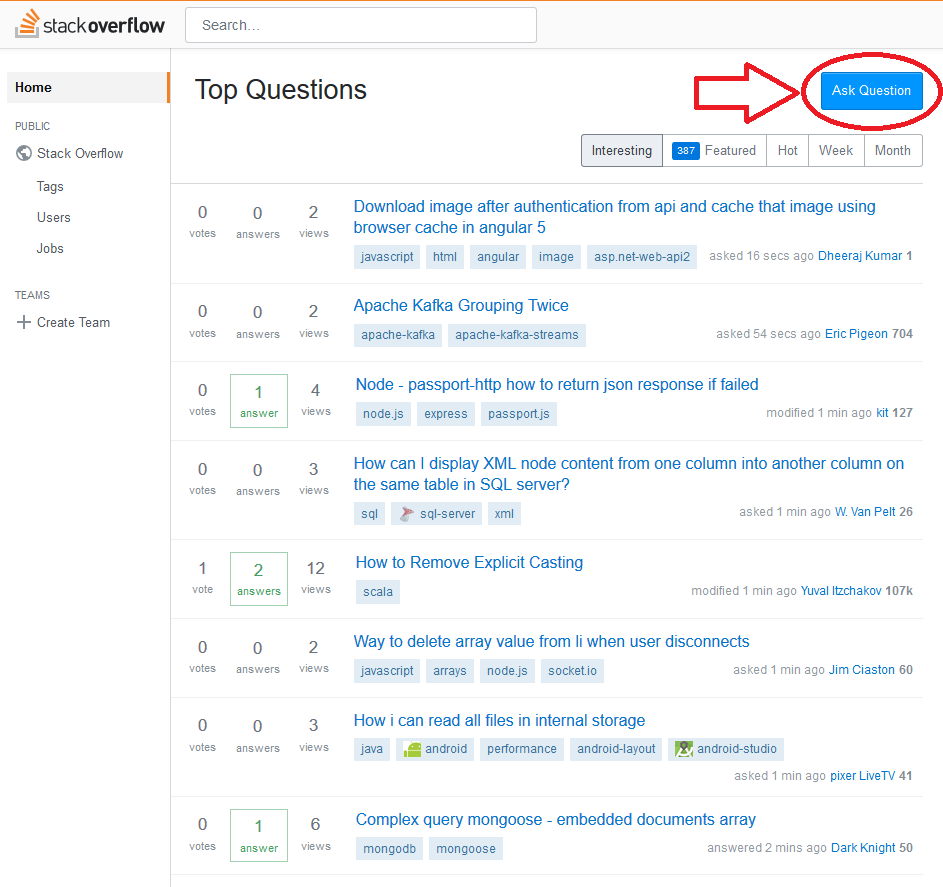 stackoverflow
Search...
Home
PUBLIC
Stack Overflow
Tags
Users
Jobs
TEAMS
Create Team
Top Questions
Ask Question
Interesting 387 Featured Hot Week Month
0 votes 0 answers 2 views
Download image after authentication from api and cache that image using
browser cache in angular 5
javascript html angular image asp.net-web-api2
asked 16 secs ago Dheeraj Kumar 1
0 votes 0 answers 2 views
Apache Kafka Grouping Twice
apache-kafka apache-kafka-streams
asked 54 secs ago Eric Pigeon 704
0 votes 1 answer 4 views
Node - passport-http how to return json response if failed
node.js express passport.js
modified 1 min ago kit 127
0 votes 0 answers 3 views
How can I display XML node content from one column into another column on
the same table in SQL server?
sql sql-server xml
asked 1 min ago W. Van Pelt 26
1 vote 2 answers 12 views
How to Remove Explicit Casting
scala
modified 1 min ago Yuval Itzchakov 107k
0 votes 0 answers 2 views
Way to delete array value from li when user disconnects
javascript arrays node.js socket.io
asked 1 min ago Jim Ciaston 60
0 votes 0 answers 3 views
How i can read all files in internal storage
java android performance android-layout android-studio
asked 1 min ago pixer LiveTV 41
0 votes 1 answer 6 views
Complex query mongoose - embedded documents array
mongodb mongoose
answered 2 mins ago Dark Knight 50